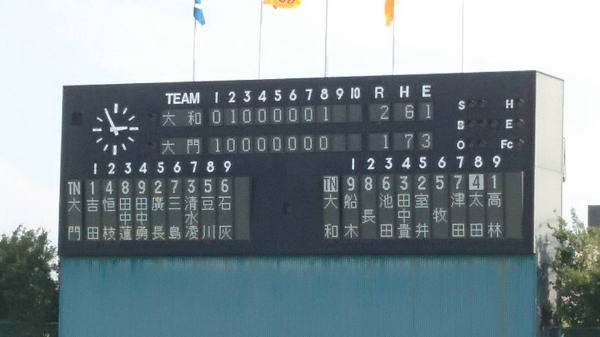 TEAM 1 2 3 4 5 6 7 8 9 10 R H E
大和 0 1 0 0 0 0 0 1 2 6 1
大門 1 0 0 0 0 0 0 0 1 7 3
S H
B E
O Fc
1 2 3 4 5 6 7 8 9
TN 1 4 8 9 2 7 3 5 6
大門 吉田 恒枝 田中蓮 田中勇 廣長 三島 清水凌 豆川 石灰
1 2 3 4 5 6 7 8 9
TN 9 8 6 3 2 5 7 4 1
大和 船木 長 池田 田中貴 室井 牧 津田 太田 高林